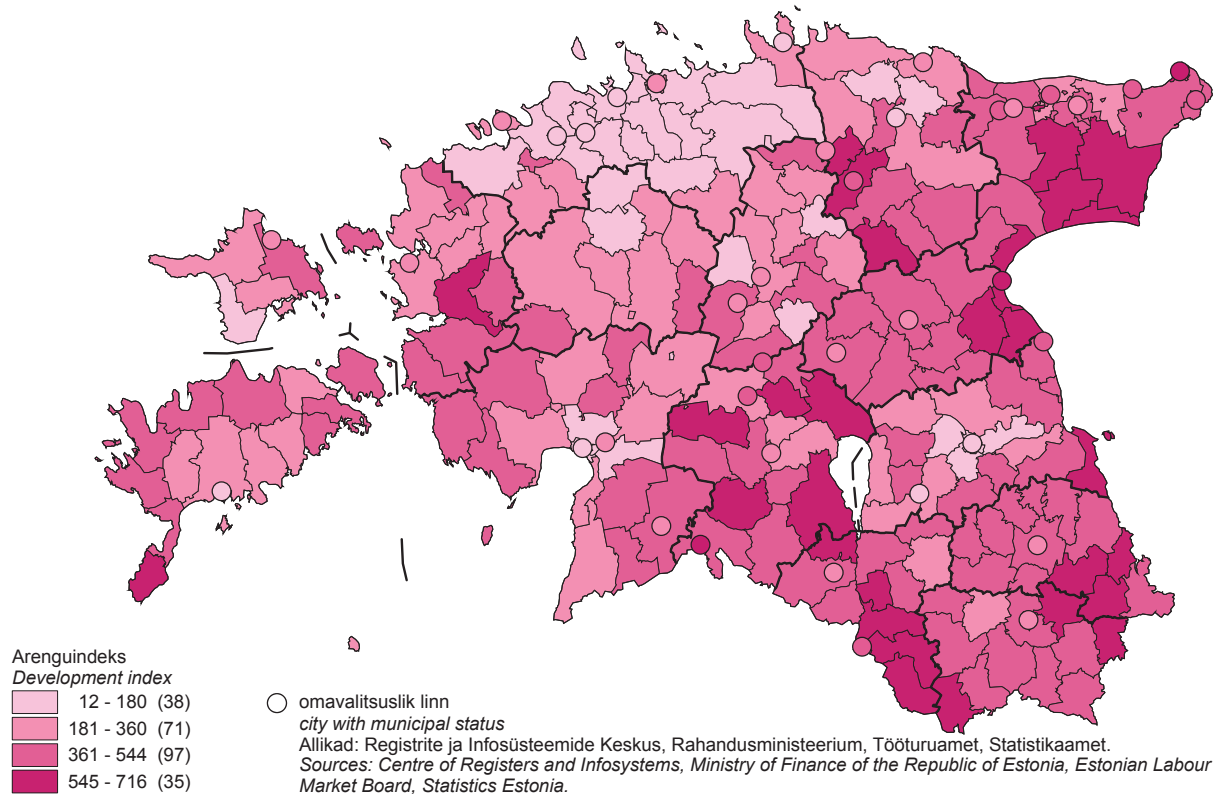 Arenguindeks
Development index
12 - 180 (38)
181 - 360 (71)
361 - 544 (97)
545 - 716 (35)
omavalitsuslik linn
city with municipal status
Allikad: Registrite ja Infosüsteemide Keskus, Rahandusministeerium, Tööturuamet, Statistikaamet.
Sources: Centre of Registers and Infosystems, Ministry of Finance of the Republic of Estonia, Estonian Labour
Market Board, Statistics Estonia.